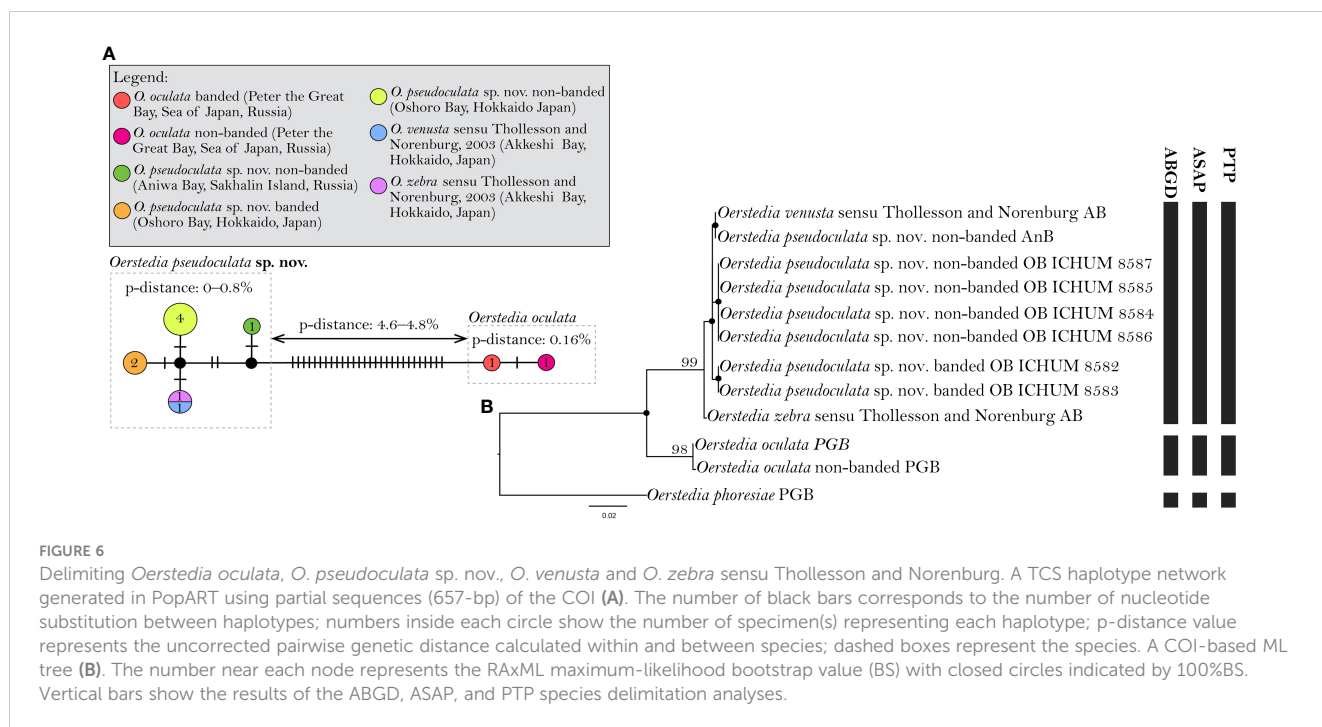 A
Legend:
O. oculata banded (Peter the Great
Bay, Sea of Japan, Russia)
O. oculata non-banded (Peter the
Great Bay, Sea of Japan, Russia)
O. pseudoculata sp. nov. non-banded
(Aniwa Bay, Sakhalin Island, Russia)
O. pseudoculata sp. nov. banded
(Oshoro Bay, Hokkaido, Japan)
O. pseudoculata sp. nov. non-banded
(Oshoro Bay, Hokkaido Japan)
O. venusta sensu Thollesson and
Norenburg, 2003 (Akkeshi Bay,
Hokkaido, Japan)
O. zebra sensu Thollesson and
Norenburg, 2003 (Akkeshi Bay,
Hokkaido, Japan)
Oerstedia pseudoculata sp. nov.
p-distance: 0–0.8%
4
1
2
1
1
p-distance: 4.6–4.8%
Oerstedia oculata
p-distance: 0.16%
1
1
B
ABGD
ASAP
PTP
Oerstedia venusta sensu Thollesson and Norenburg AB
Oerstedia pseudoculata sp. nov. non-banded AnB
Oerstedia pseudoculata sp. nov. non-banded OB ICHUM 8587
Oerstedia pseudoculata sp. nov. non-banded OB ICHUM 8585
Oerstedia pseudoculata sp. nov. non-banded OB ICHUM 8584
Oerstedia pseudoculata sp. nov. non-banded OB ICHUM 8586
99
Oerstedia pseudoculata sp. nov. banded OB ICHUM 8582
Oerstedia pseudoculata sp. nov. banded OB ICHUM 8583
Oerstedia zebra sensu Thollesson and Norenburg AB
98
Oerstedia oculata PGB
Oerstedia oculata non-banded PGB
Oerstedia phoresiae PGB
0.02
FIGURE 6
Delimiting Oerstedia oculata, O. pseudoculata sp. nov., O. venusta and O. zebra sensu Thollesson and Norenburg. A TCS haplotype network
generated in PopART using partial sequences (657-bp) of the COI (A). The number of black bars corresponds to the number of nucleotide
substitution between haplotypes; numbers inside each circle show the number of specimen(s) representing each haplotype; p-distance value
represents the uncorrected pairwise genetic distance calculated within and between species; dashed boxes represent the species. A COI-based ML
tree (B). The number near each node represents the RAxML maximum-likelihood bootstrap value (BS) with closed circles indicated by 100%BS.
Vertical bars show the results of the ABGD, ASAP, and PTP species delimitation analyses.